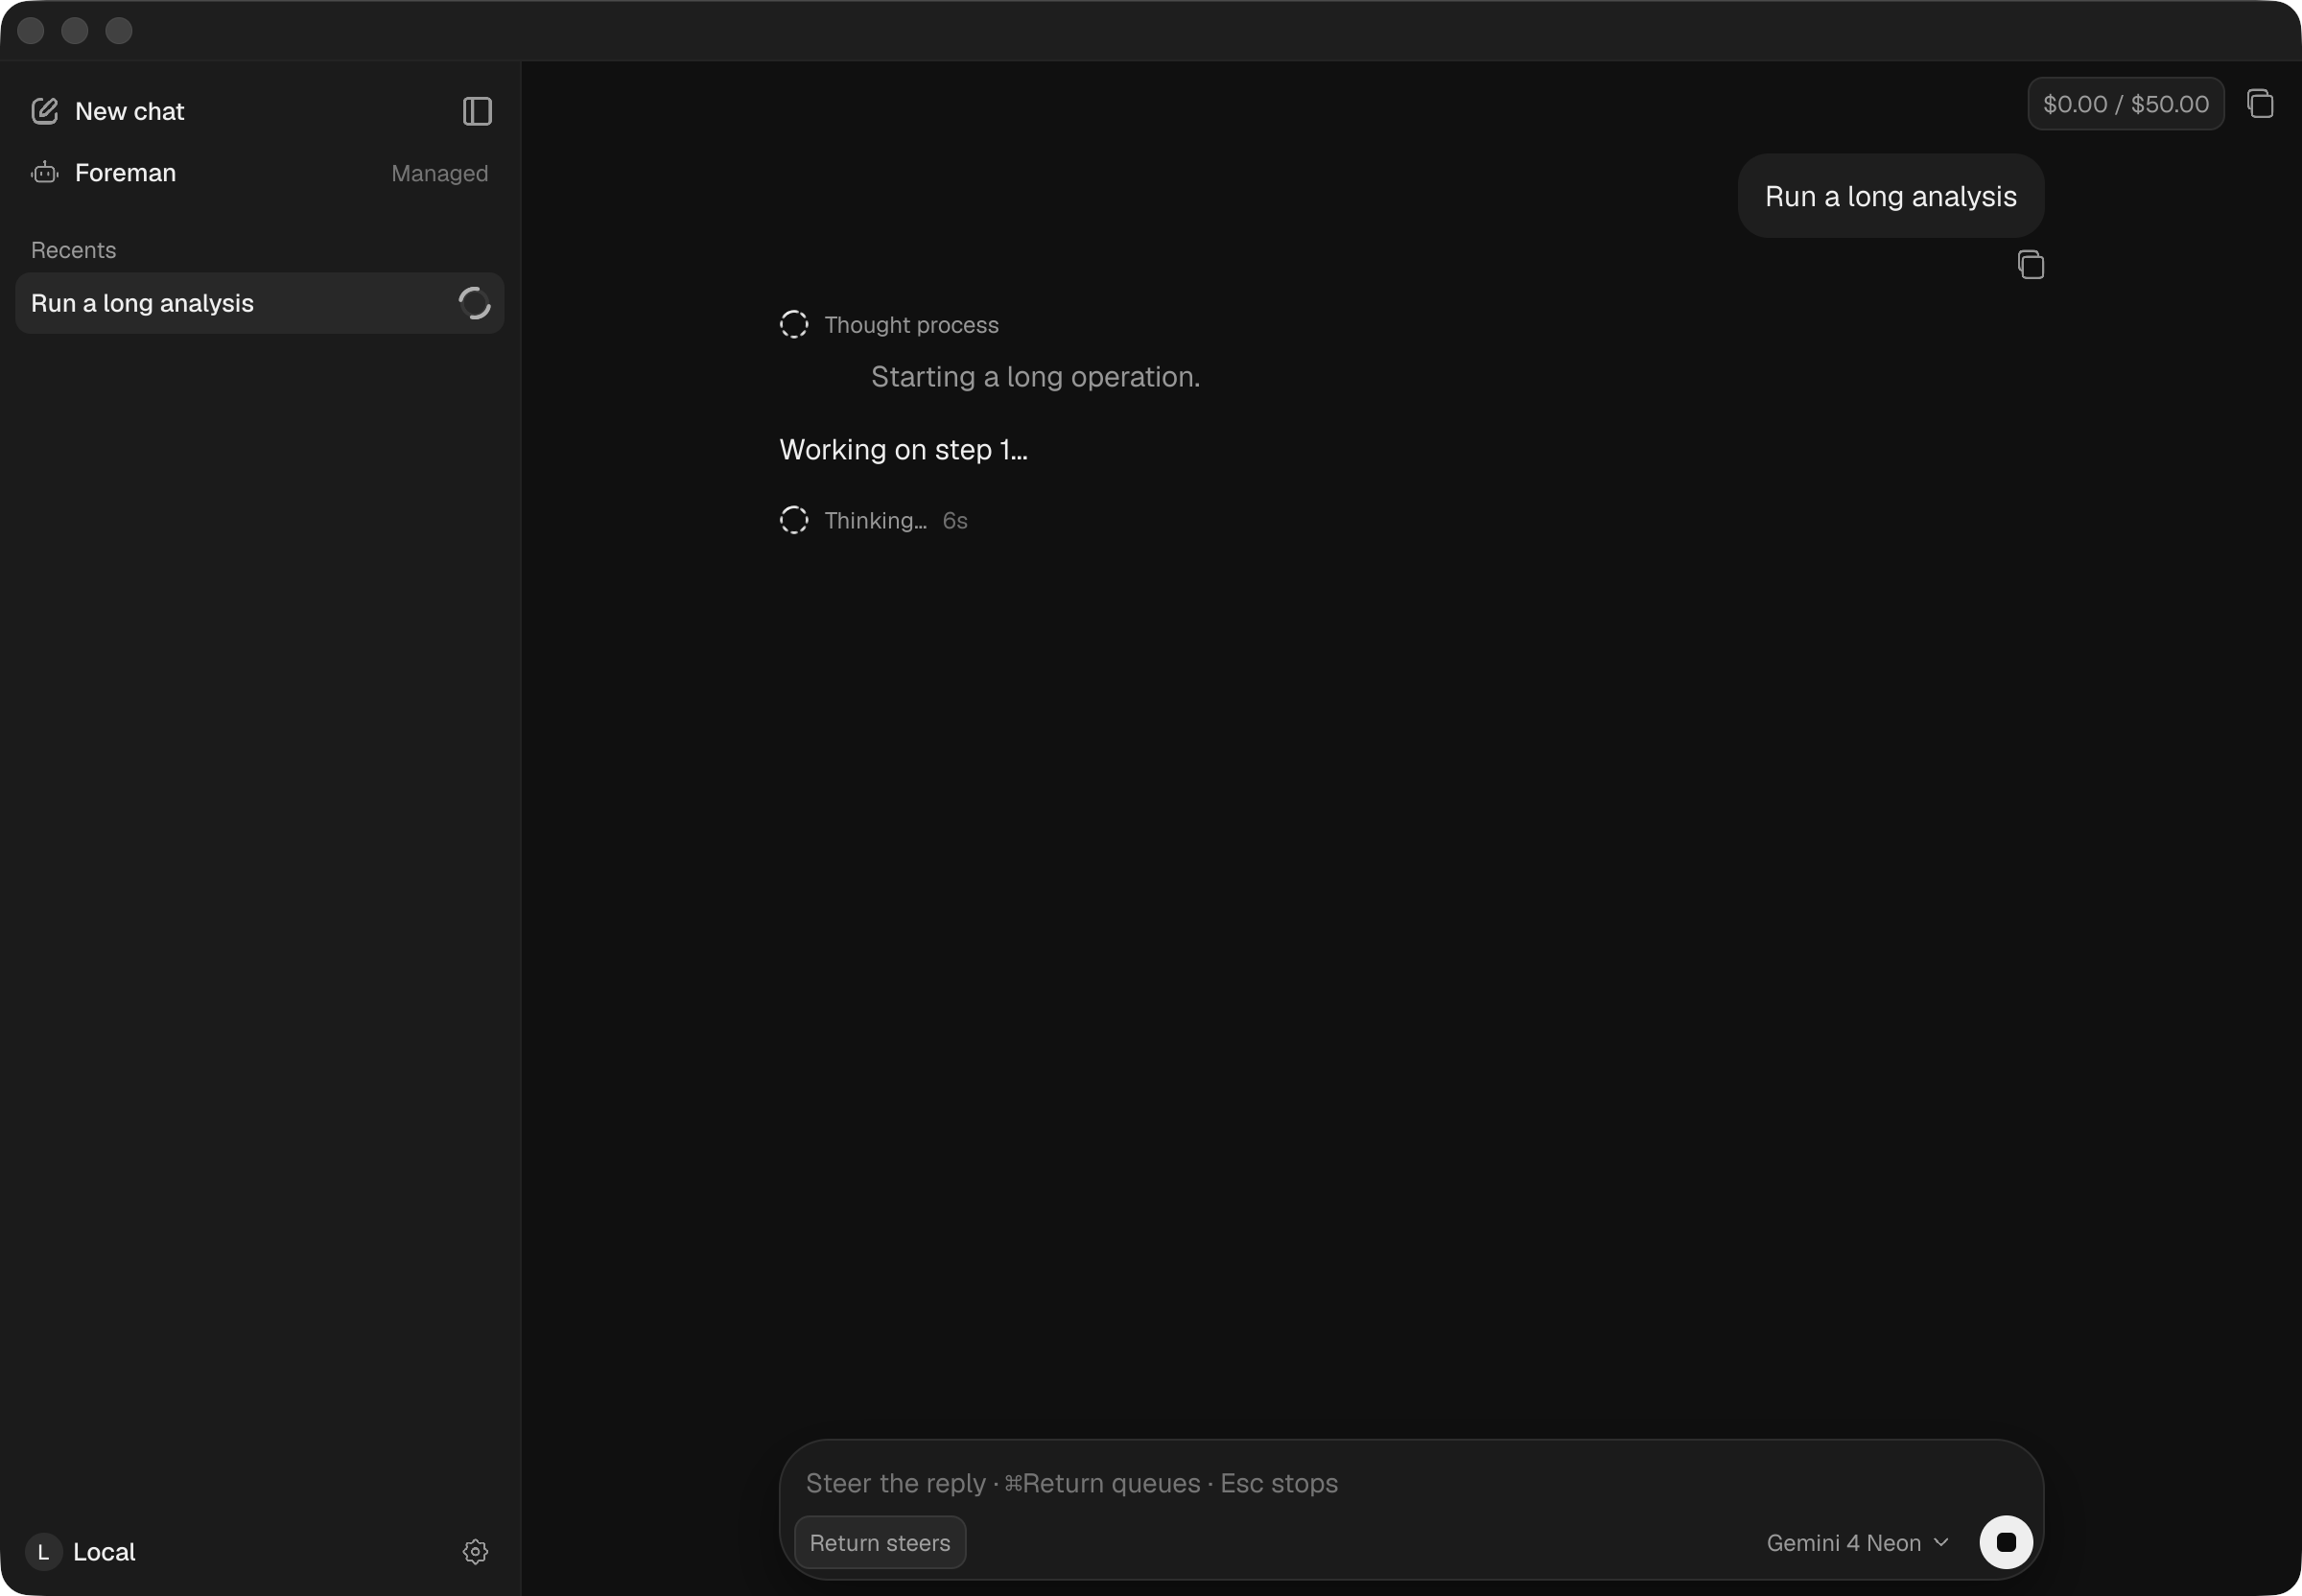 New chat
Foreman
Managed
Recents
Run a long analysis
$0.00 / $50.00
Run a long analysis
Thought process
Starting a long operation.
Working on step 1...
Thinking... 6s
Steer the reply · ⌘Return queues · Esc stops
Return steers
Gemini 4 Neon
L
Local